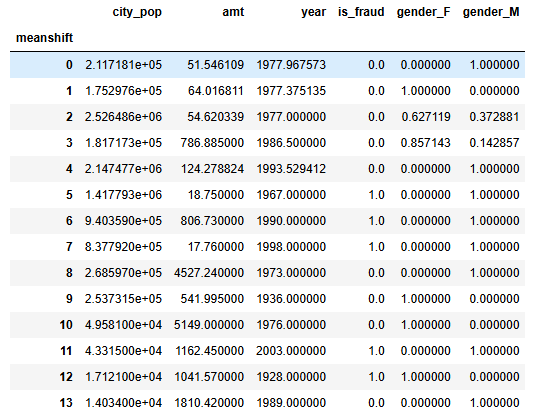 city_pop amt year is_fraud gender_F gender_M
meanshift
0 2.117181e+05 51.546109 1977.967573 0.0 0.000000 1.000000
1 1.752976e+05 64.016811 1977.375135 0.0 1.000000 0.000000
2 2.526486e+06 54.620339 1977.000000 0.0 0.627119 0.372881
3 1.817173e+05 786.885000 1986.500000 0.0 0.857143 0.142857
4 2.147477e+06 124.278824 1993.529412 0.0 0.000000 1.000000
5 1.417793e+06 18.750000 1967.000000 1.0 0.000000 1.000000
6 9.403590e+05 806.730000 1990.000000 1.0 0.000000 1.000000
7 8.377920e+05 17.760000 1998.000000 1.0 0.000000 1.000000
8 2.685970e+05 4527.240000 1973.000000 0.0 0.000000 1.000000
9 2.537315e+05 541.995000 1936.000000 0.0 1.000000 0.000000
10 4.958100e+04 5149.000000 1976.000000 0.0 1.000000 0.000000
11 4.331500e+04 1162.450000 2003.000000 1.0 0.000000 1.000000
12 1.712100e+04 1041.570000 1928.000000 1.0 1.000000 0.000000
13 1.403400e+04 1810.420000 1989.000000 0.0 0.000000 1.000000